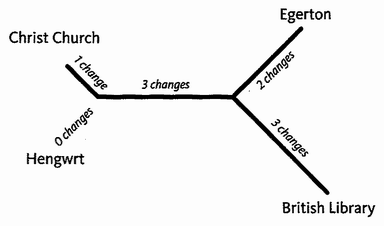 Egerton
Christ Church
1 change
3 changes
2 changes
0 changes
3 changes
Hengwrt
British Library